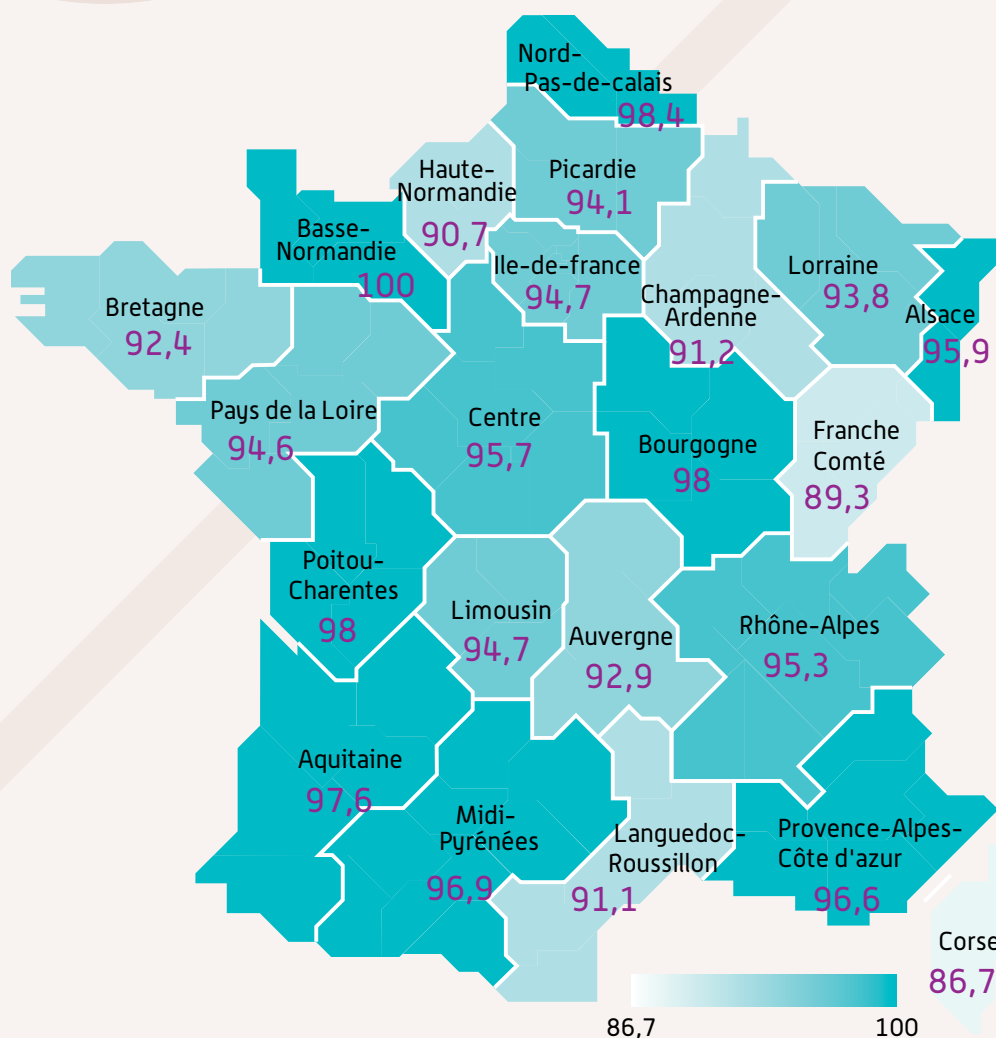 Nord-
Pas-de-calais
98,4
Haute-
Normandie
90,7
Picardie
94,1
Basse-
Normandie
100
Ile-de-france
94,7
Champagne-
Ardenne
91,2
Lorraine
93,8
Alsace
95,9
Bretagne
92,4
Pays de la Loire
94,6
Centre
95,7
Bourgogne
98
Franche
Comté
89,3
Poitou-
Charentes
98
Limousin
94,7
Auvergne
92,9
Rhône-Alpes
95,3
Aquitaine
97,6
Midi-
Pyrénées
96,9
Languedoc-
Roussillon
91,1
Provence-Alpes-
Côte d'azur
96,6
Corse
86,7
86,7
100